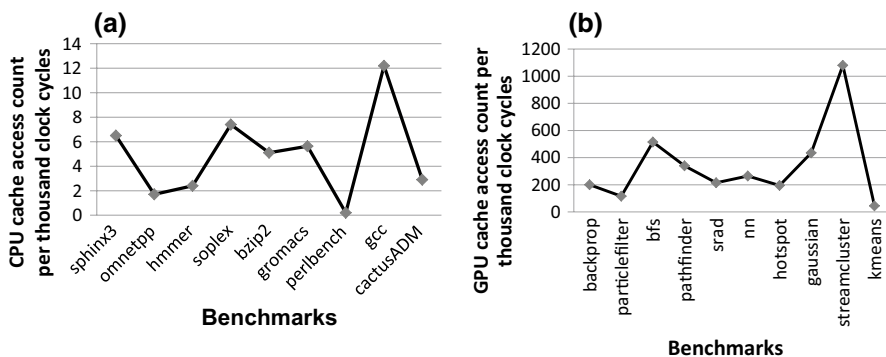 (a)
CPU cache access count
per thousand clock cycles
14
12
10
8
6
4
2
0
sphinx3
omnetpp
hmmer
soplex
bzip2
gromacs
perlbench
gcc
cactusADM
Benchmarks
(b)
GPU cache access count per
thousand clock cycles
1200
1000
800
600
400
200
0
backprop
particlefilter
bfs
pathfinder
srad
nn
hotspot
gaussian
streamcluster
kmeans
Benchmarks